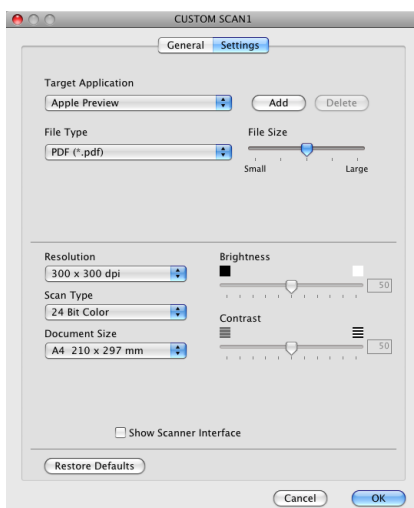 CUSTOM SCAN1
General Settings
Target Application
Apple Preview Add Delete
File Type File Size
PDF (*.pdf)
Small Large
Resolution Brightness
300 x 300 dpi
50
Scan Type
24 Bit Color Contrast
Document Size
A4 210 x 297 mm 50
Show Scanner Interface
Restore Defaults
Cancel OK